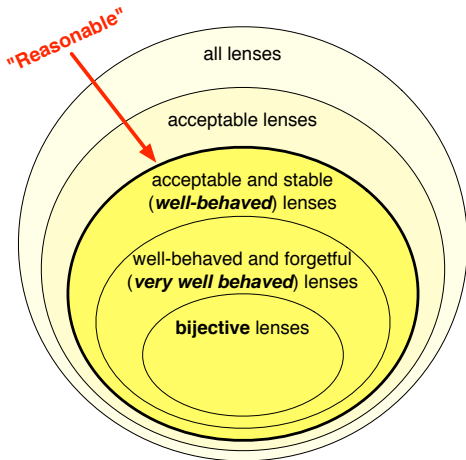 "Reasonable"
all lenses
acceptable lenses
acceptable and stable
(well-behaved) lenses
well-behaved and forgetful
(very well behaved) lenses
bijective lenses